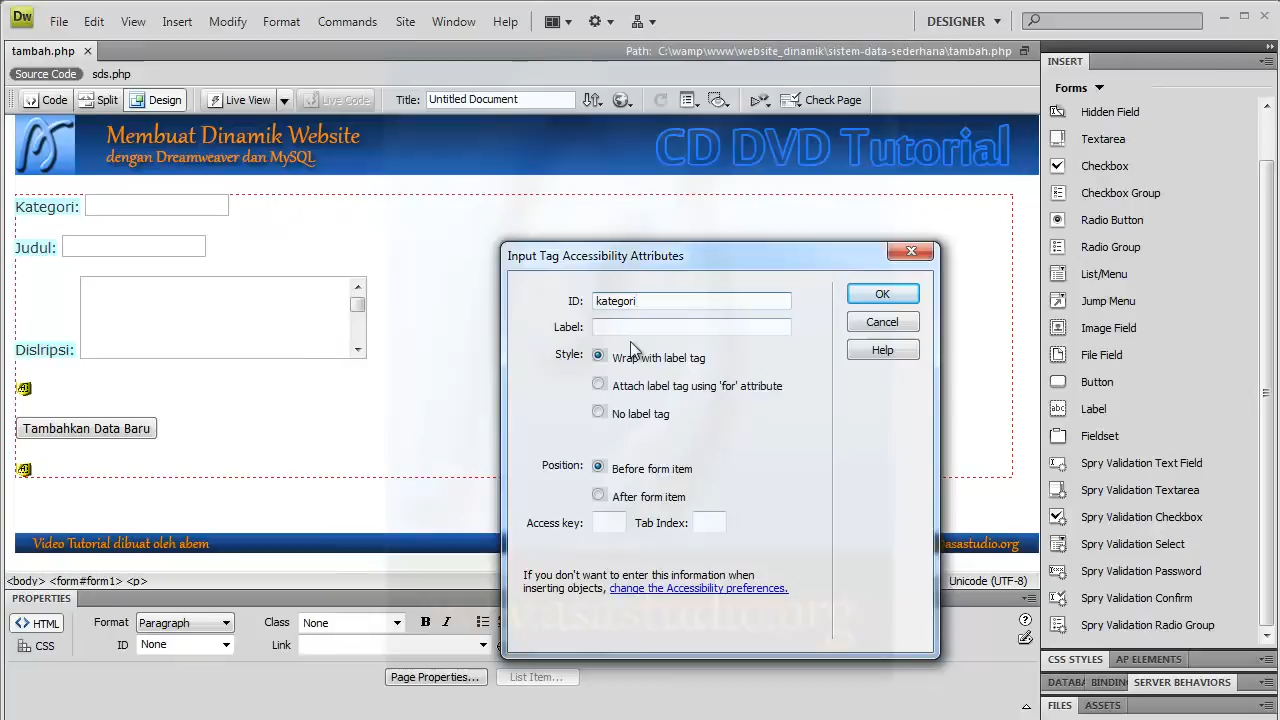 Dw File Edit View Insert Modify Format Commands Site Window Help DESIGNER
tambah.php Path: C:\wamp\www\website_dinamik\sistem-data-sederhana\tambah.php
Source Code sds.php
Code Split Design Live View Live Code Title: Untitled Document Check Page
Membuat Dinamik Website
dengan Dreamweaver dan MySQL
CD DVD Tutorial
Kategori:
Judul:
Dislripsi:
Tambahkan Data Baru
Video Tutorial dibuat oleh abem
asastudio.org
Input Tag Accessibility Attributes
ID: kategori
Label:
Style: Wrap with label tag
Attach label tag using 'for' attribute
No label tag
Position: Before form item
After form item
Access key: Tab Index:
If you don't want to enter this information when
inserting objects, change the Accessibility preferences.
OK
Cancel
Help
<body> <form#form1> <p>
Unicode (UTF-8)
PROPERTIES
HTML Format Paragraph Class None B I
CSS ID None Link
Page Properties... List Item...
INSERT
Forms
Hidden Field
Textarea
Checkbox
Checkbox Group
Radio Button
Radio Group
List/Menu
Jump Menu
Image Field
File Field
Button
abc Label
Fieldset
Spry Validation Text Field
Spry Validation Textarea
Spry Validation Checkbox
Spry Validation Select
Spry Validation Password
Spry Validation Confirm
Spry Validation Radio Group
CSS STYLES AP ELEMENTS
DATABA BINDIN SERVER BEHAVIORS
FILES ASSETS